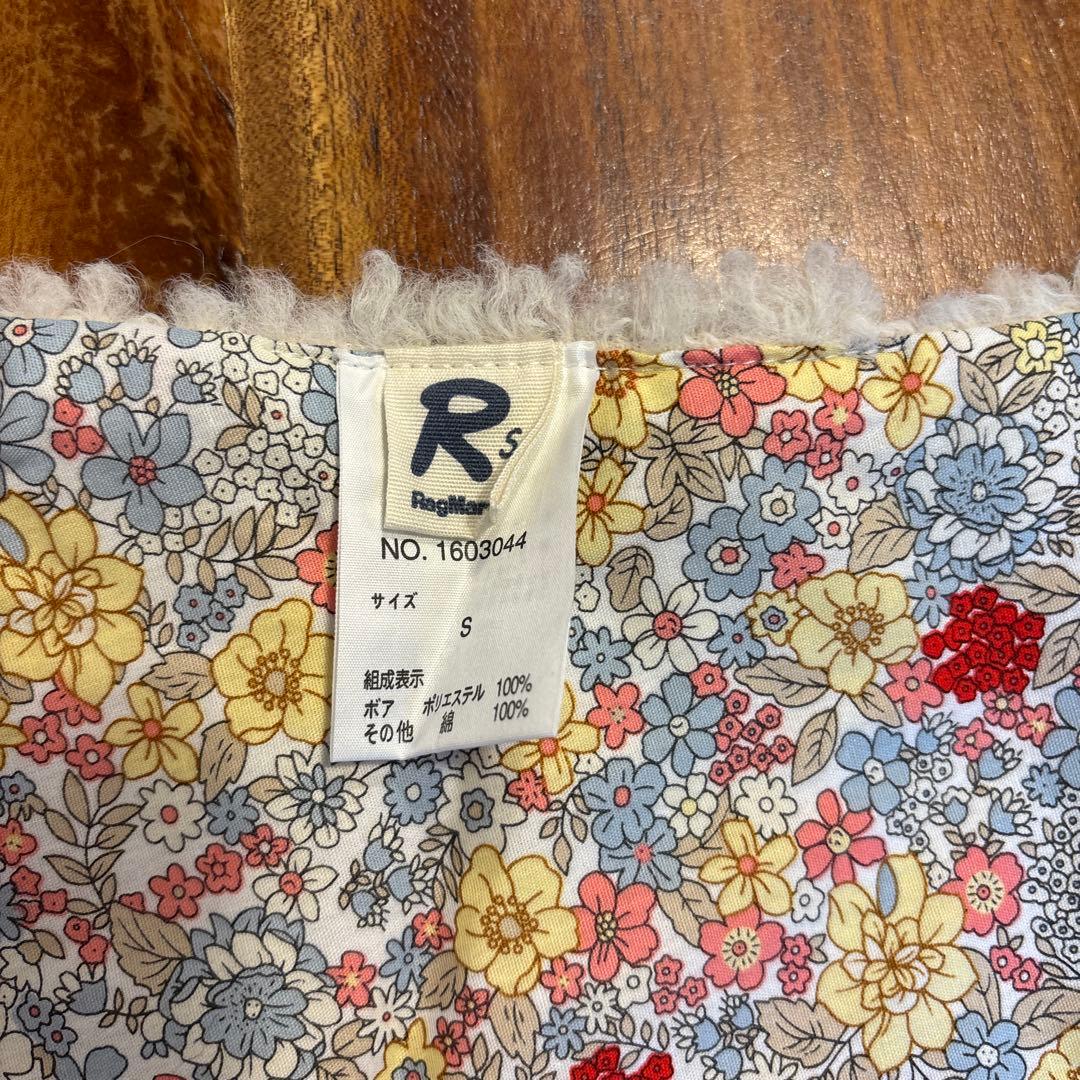 R
S
RagMar
NO. 1603044
サイズ
S
組成表示
ボア ポリエステル 100%
その他 綿 100%